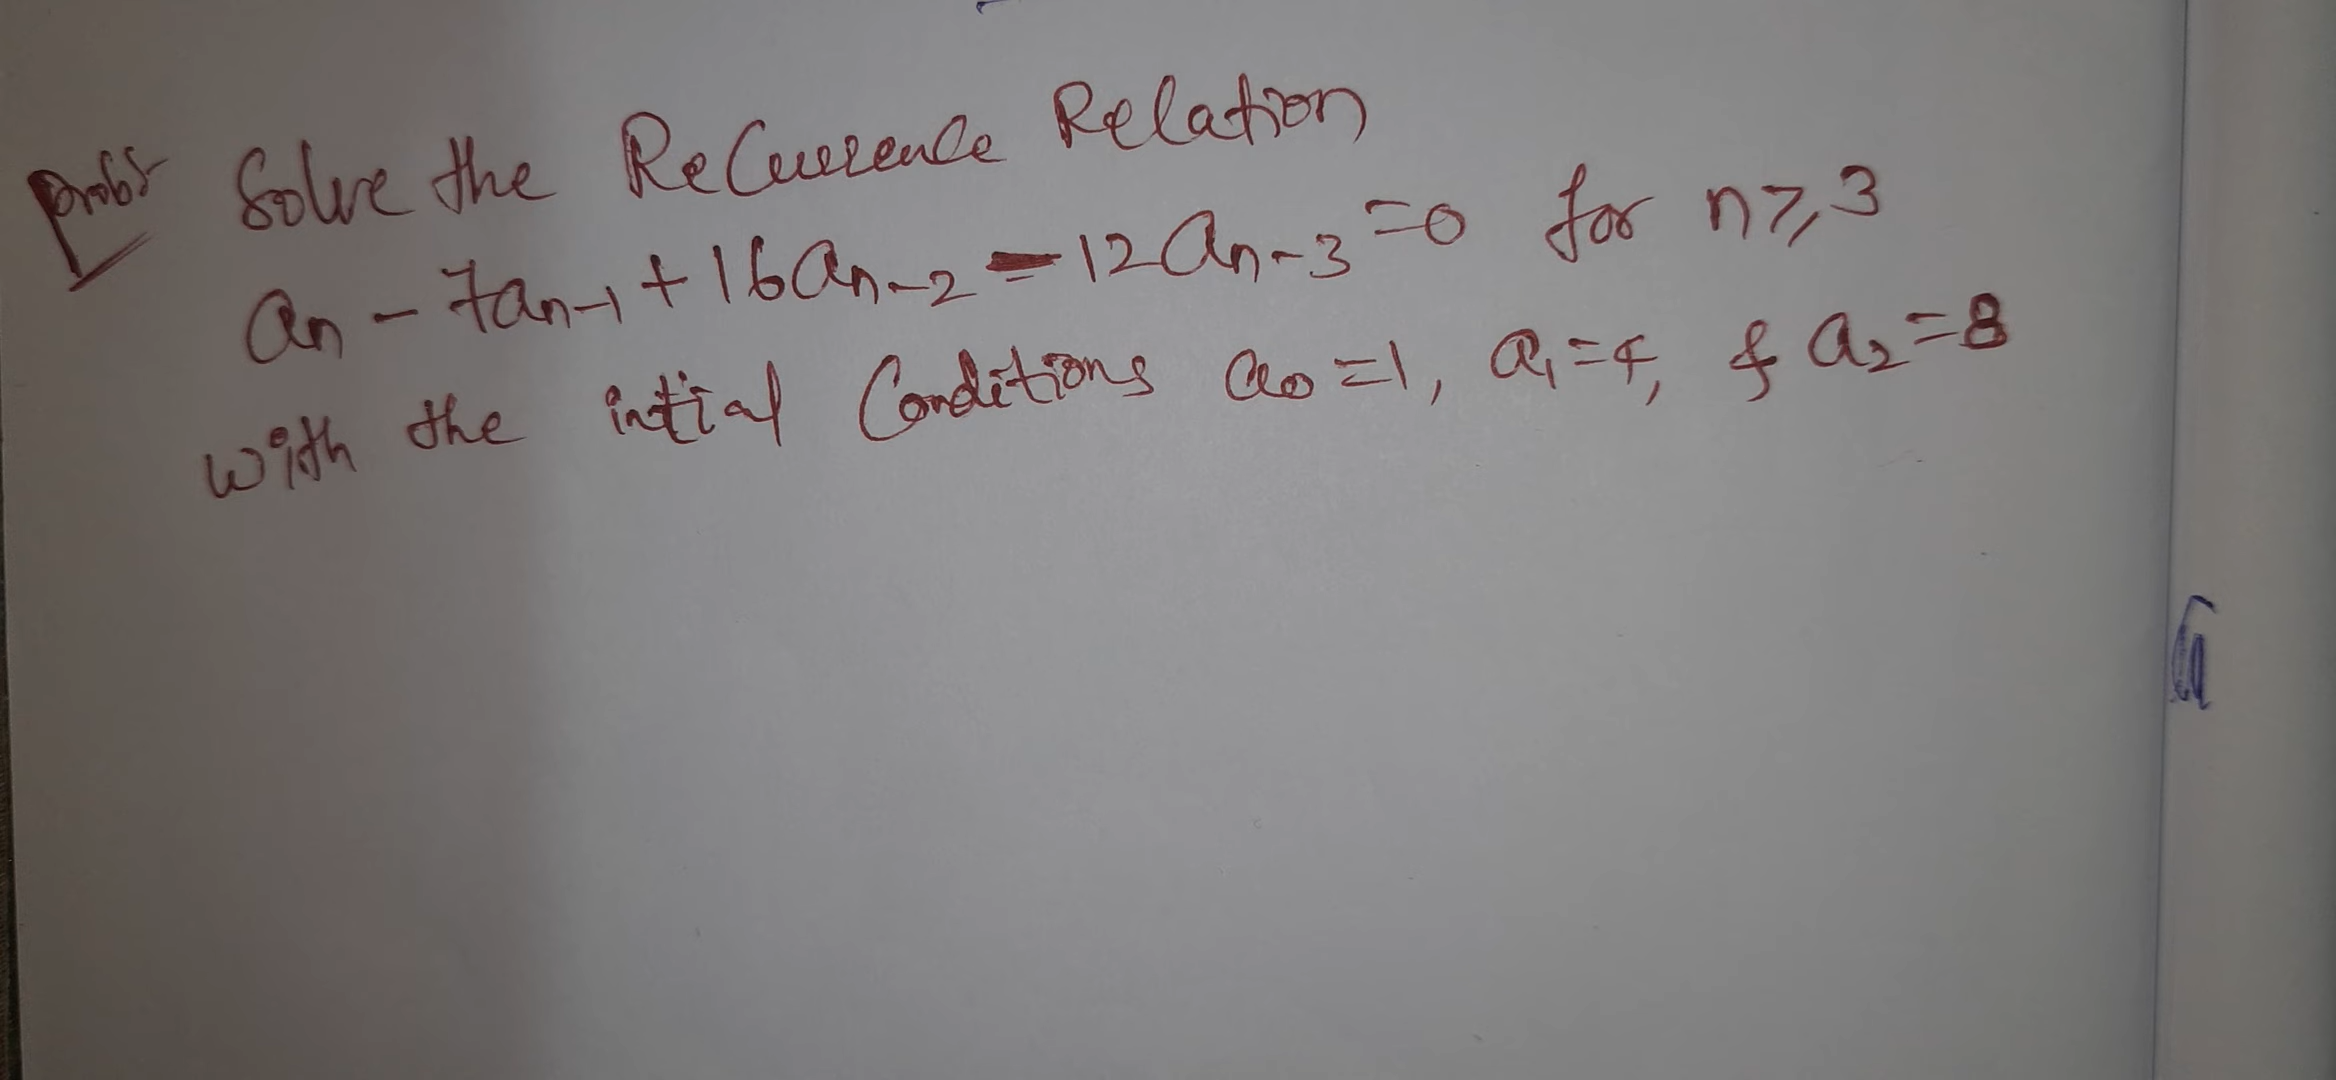 Prob:- Solve the Recurrence Relation
an - 7an-1 + 16an-2 - 12an-3 = 0 for n ≥ 3
with the intial Conditions a0 = 1, a1 = 4, & a2 = 8